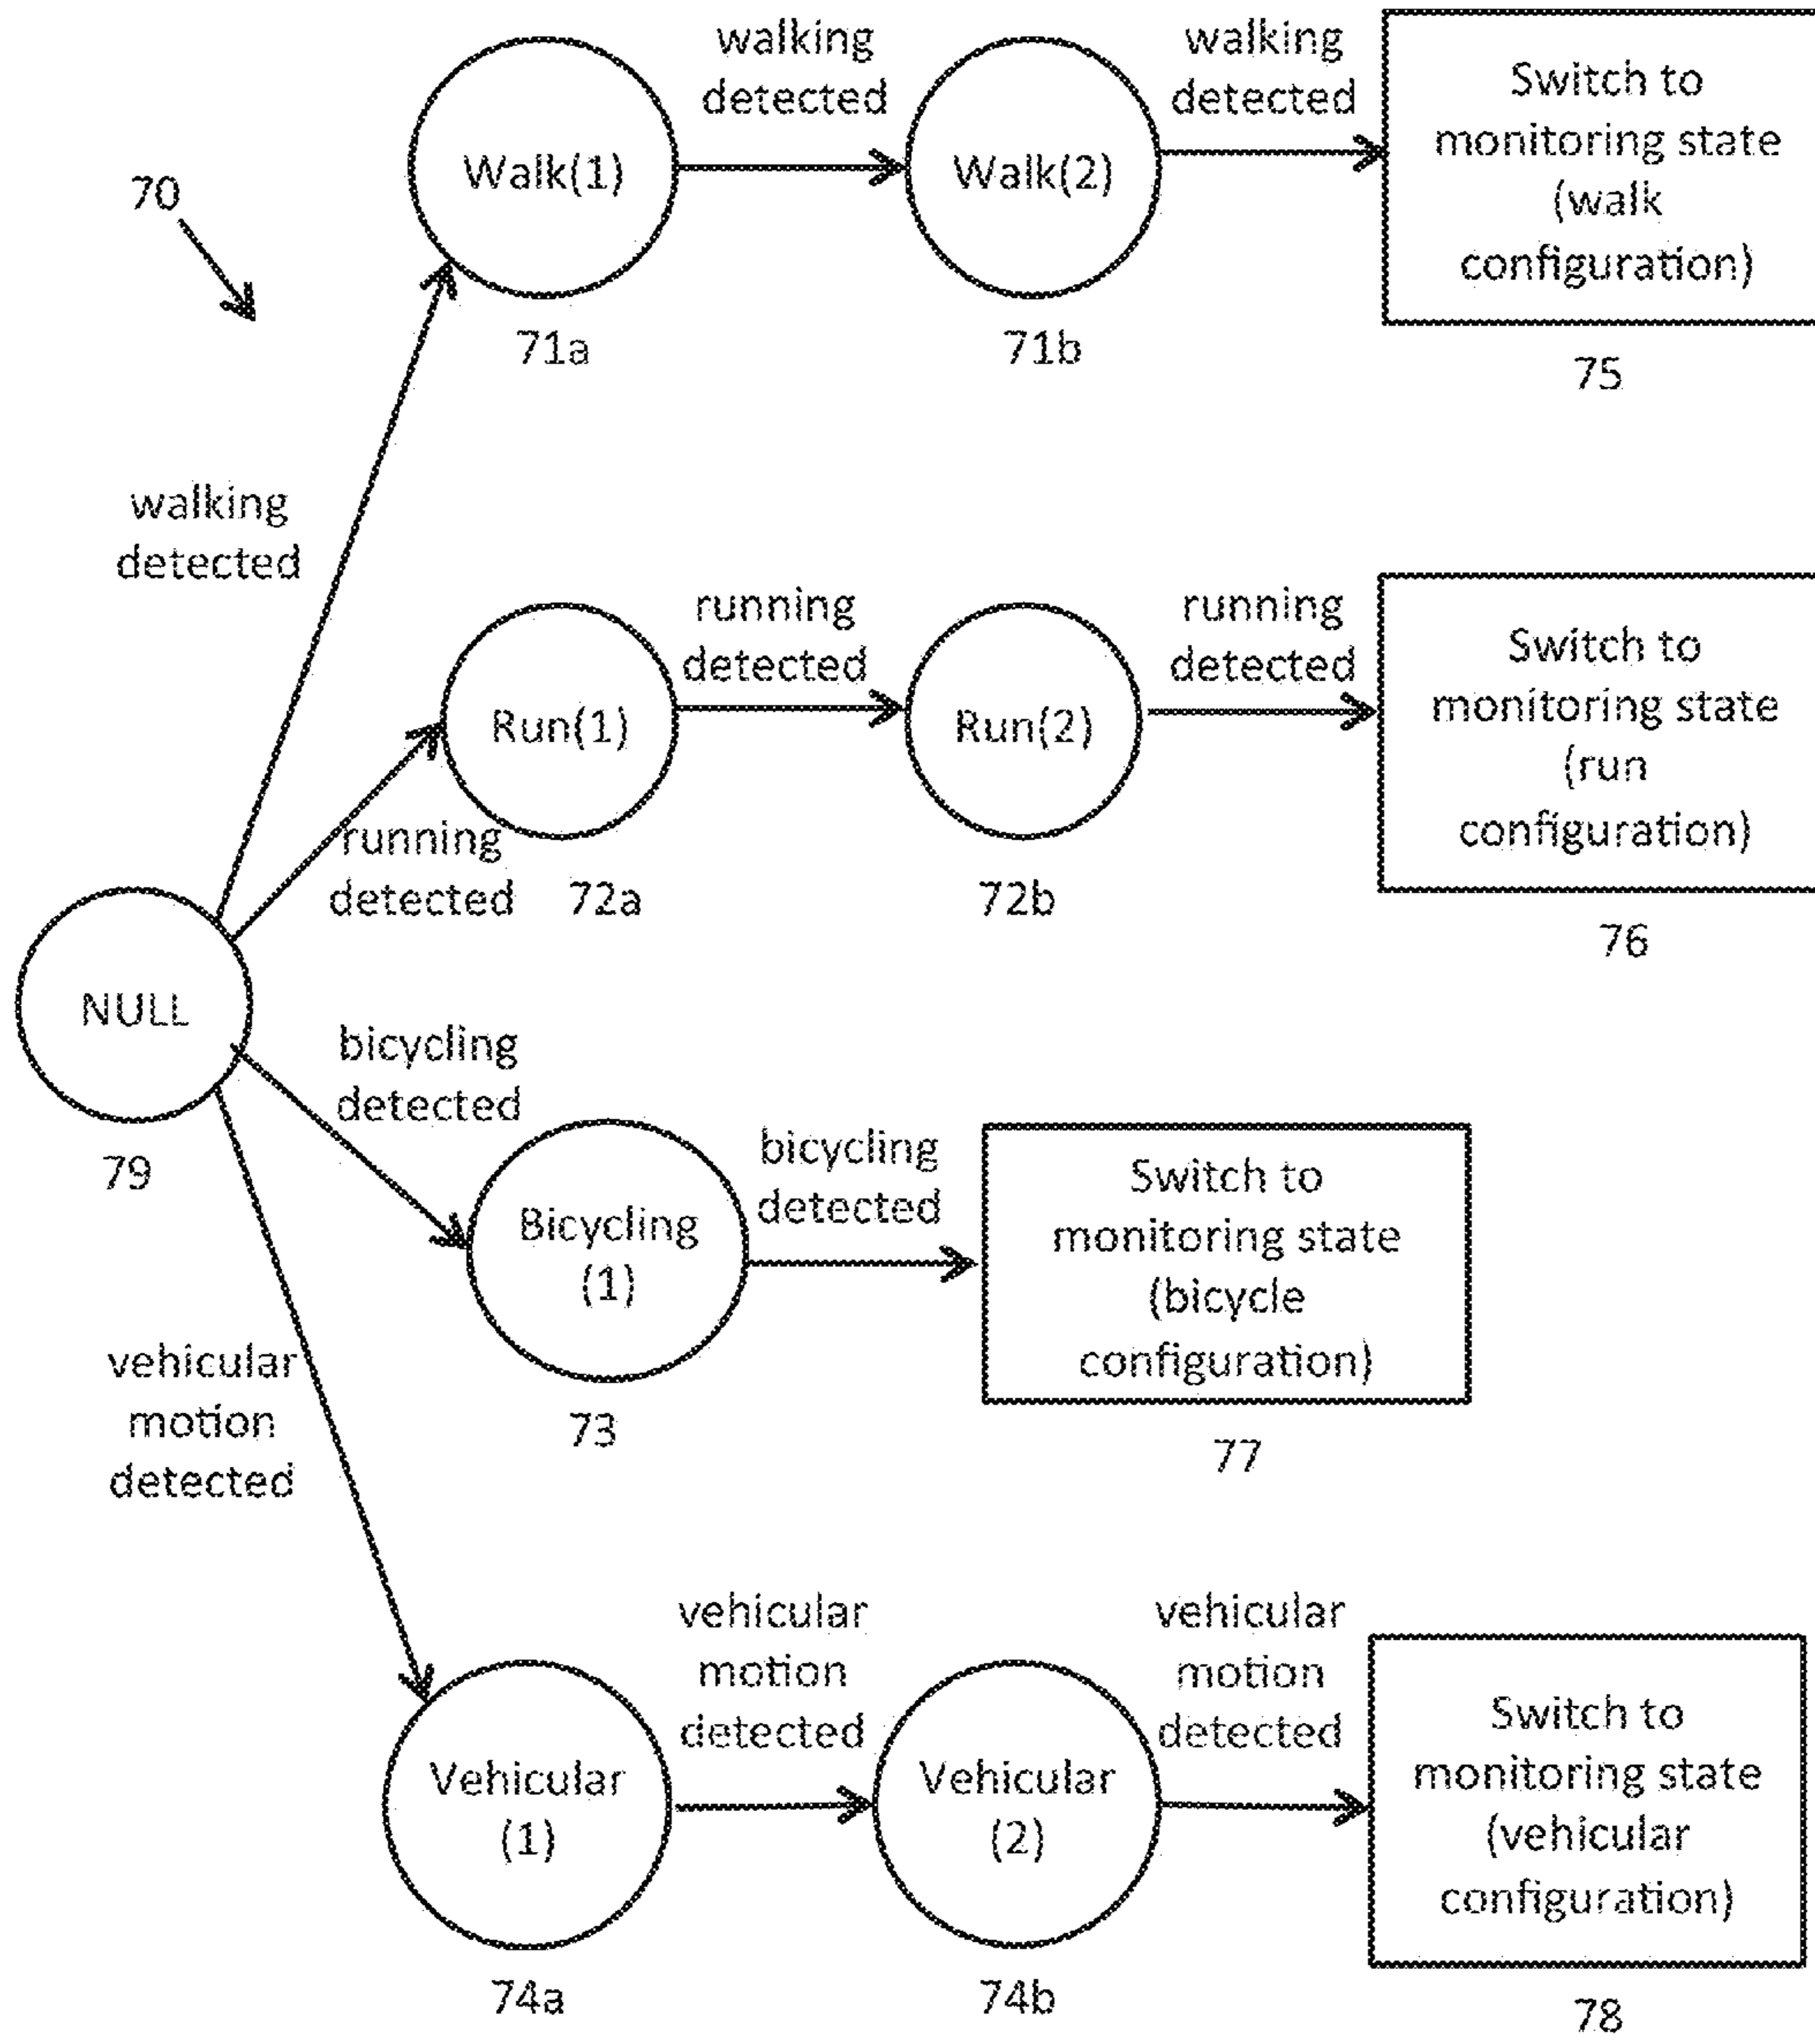 walking
detected
walking
detected
Switch to
monitoring state
(walk
configuration)
Walk(1)
Walk(2)
70
71a
71b
75
walking
detected
running
detected
running
detected
Switch to
monitoring state
(run
configuration)
Run(1)
Run(2)
running
detected
72a
72b
76
NULL
79
bicycling
detected
bicycling
detected
Switch to
monitoring state
(bicycle
configuration)
Bicycling
(1)
73
77
vehicular
motion
detected
vehicular
motion
detected
vehicular
motion
detected
Switch to
monitoring state
(vehicular
configuration)
Vehicular
(1)
Vehicular
(2)
74a
74b
78